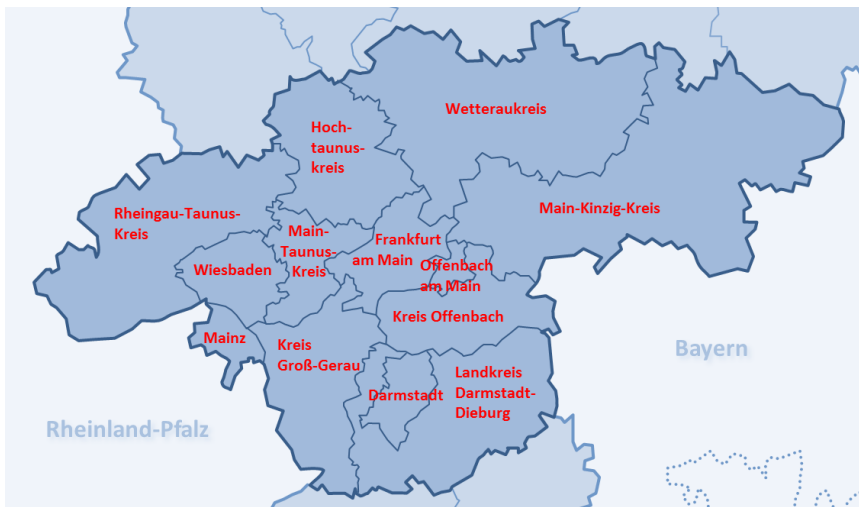 Wetteraukreis
Hoch-
taunus-
kreis
Rheingau-Taunus-
Kreis
Main-Kinzig-Kreis
Main-
Taunus-
Kreis
Frankfurt
am Main
Wiesbaden
Offenbach
am Main
Kreis Offenbach
Mainz
Kreis
Groß-Gerau
Bayern
Landkreis
Darmstadt-
Dieburg
Darmstadt
Rheinland-Pfalz